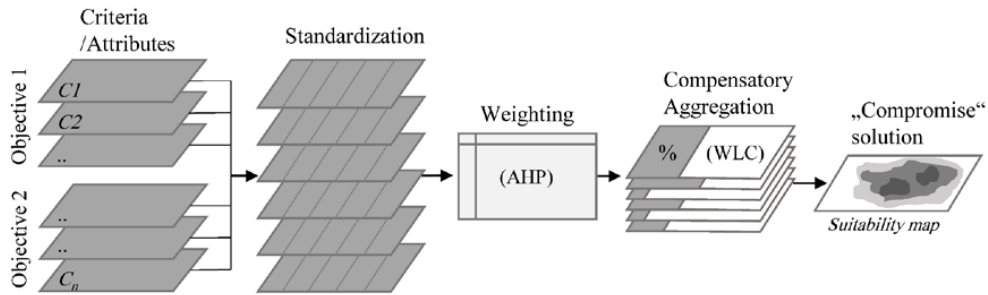 Criteria
/Attributes
Objective 1
C1
C2
..
Objective 2
..
..
Cn
Standardization
Weighting
(AHP)
Compensatory
Aggregation
%
(WLC)
„Compromise“
solution
Suitability map